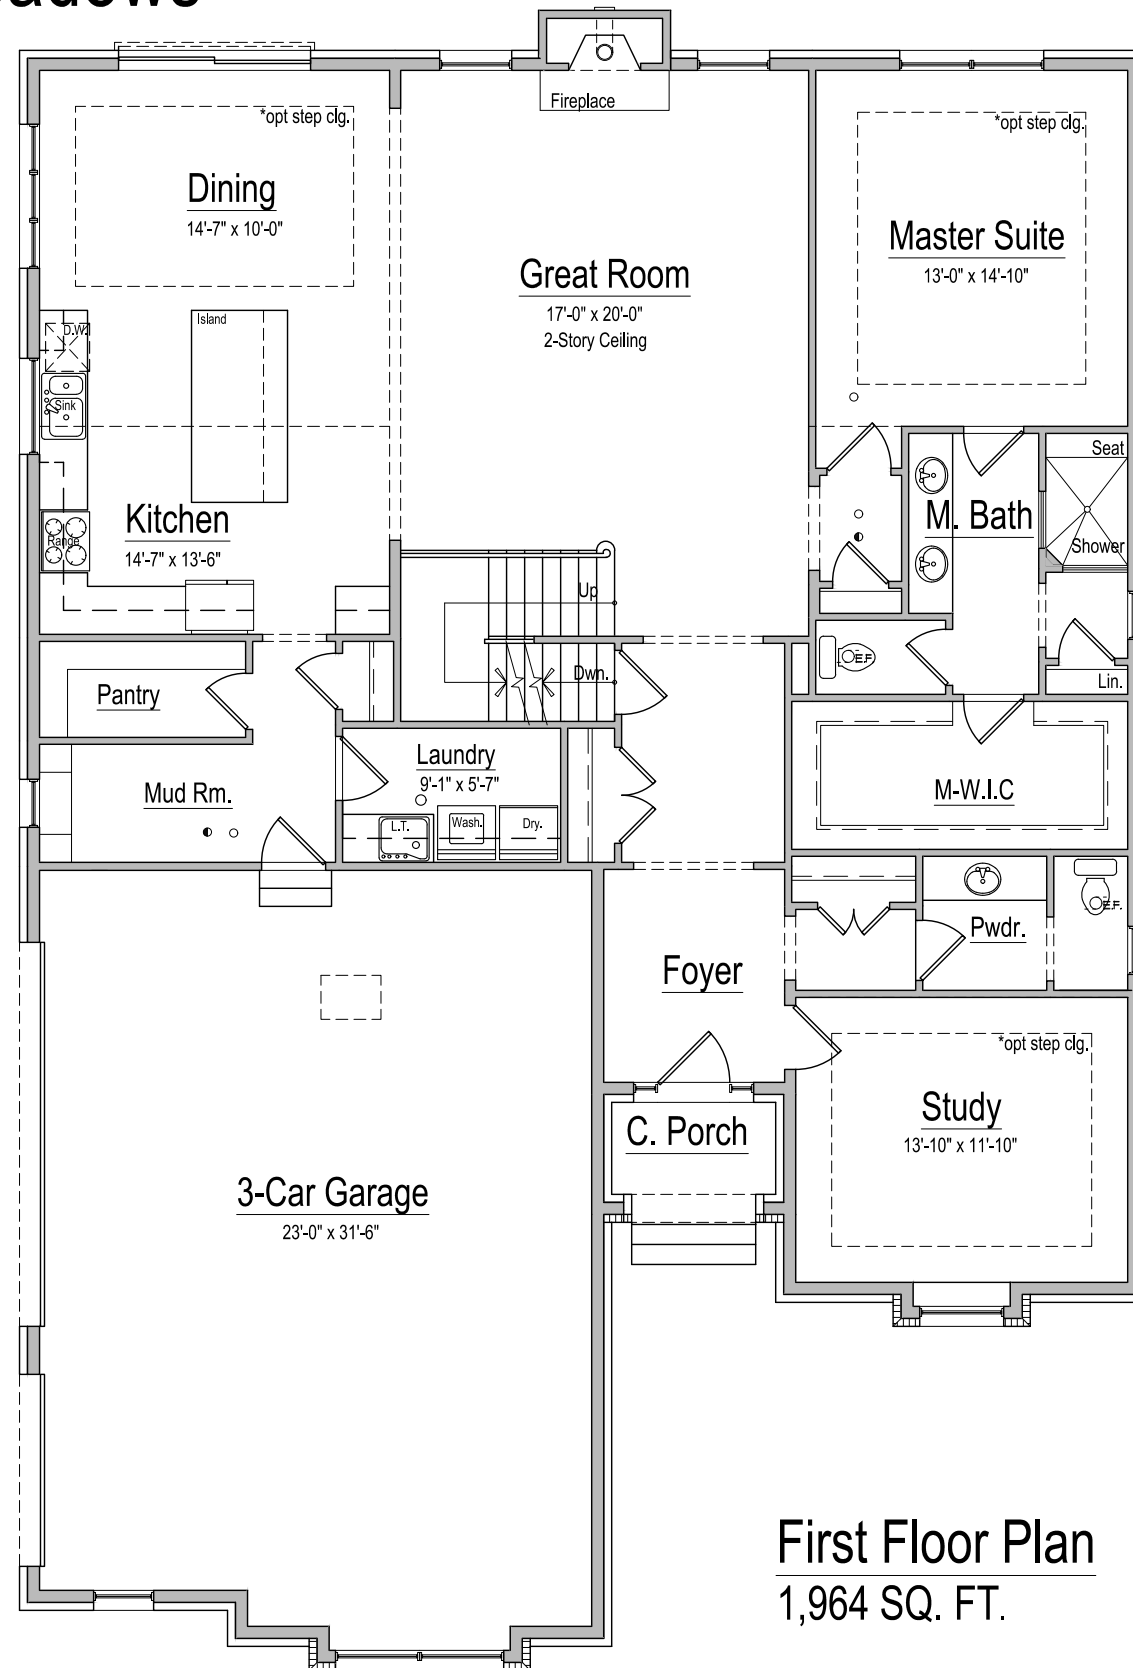 Fireplace
*opt step clg.
Dining
14'-7" x 10'-0"
*opt step clg.
Master Suite
13'-0" x 14'-10"
Great Room
17'-0" x 20'-0"
2-Story Ceiling
Island
D.W.
Sink
Range
Kitchen
14'-7" x 13'-6"
Seat
M. Bath
Shower
Up
Dwn.
E.F.
Lin.
Pantry
Laundry
9'-1" x 5'-7"
Mud Rm.
L.T.
Wash.
Dry.
M-W.I.C
E.F.
Pwdr.
Foyer
*opt step clg.
Study
13'-10" x 11'-10"
C. Porch
3-Car Garage
23'-0" x 31'-6"
First Floor Plan
1,964 SQ. FT.